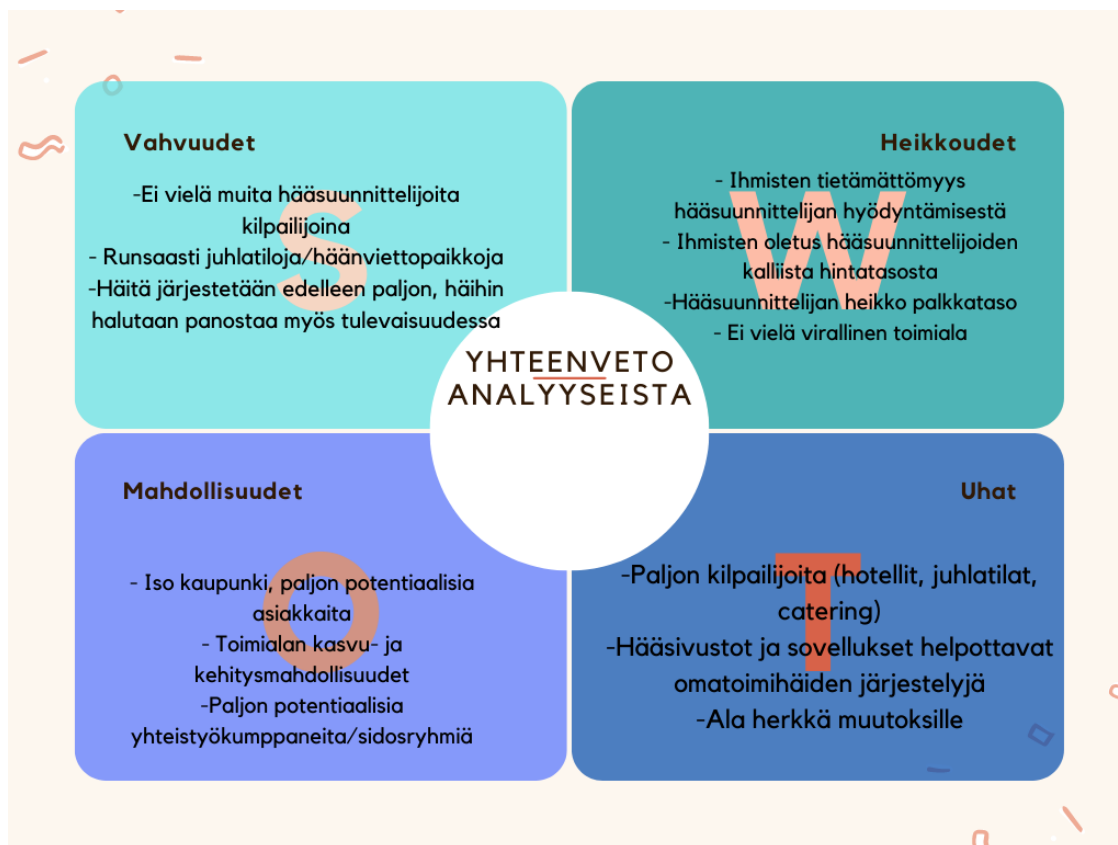 Vahvuudet
-Ei vielä muita hääsuunnittelijoita
kilpailijoina
- Runsaasti juhlatiloja/häänviettopaikkoja
-Häitä järjestetään edelleen paljon, häihin
halutaan panostaa myös tulevaisuudessa
S
Heikkoudet
- Ihmisten tietämättömyys
hääsuunnittelijan hyödyntämisestä
- Ihmisten oletus hääsuunnittelijoiden
kalliista hintatasosta
-Hääsuunnittelijan heikko palkkataso
- Ei vielä virallinen toimiala
W
YHTEENVETO
ANALYYSEISTA
Mahdollisuudet
- Iso kaupunki, paljon potentiaalisia
asiakkaita
- Toimialan kasvu- ja
kehitysmahdollisuudet
-Paljon potentiaalisia
yhteistyökumppaneita/sidosryhmiä
O
Uhat
-Paljon kilpailijoita (hotellit, juhlatilat,
catering)
-Hääsivustot ja sovellukset helpottavat
omatoimihäiden järjestelyjä
-Ala herkkä muutoksille
T